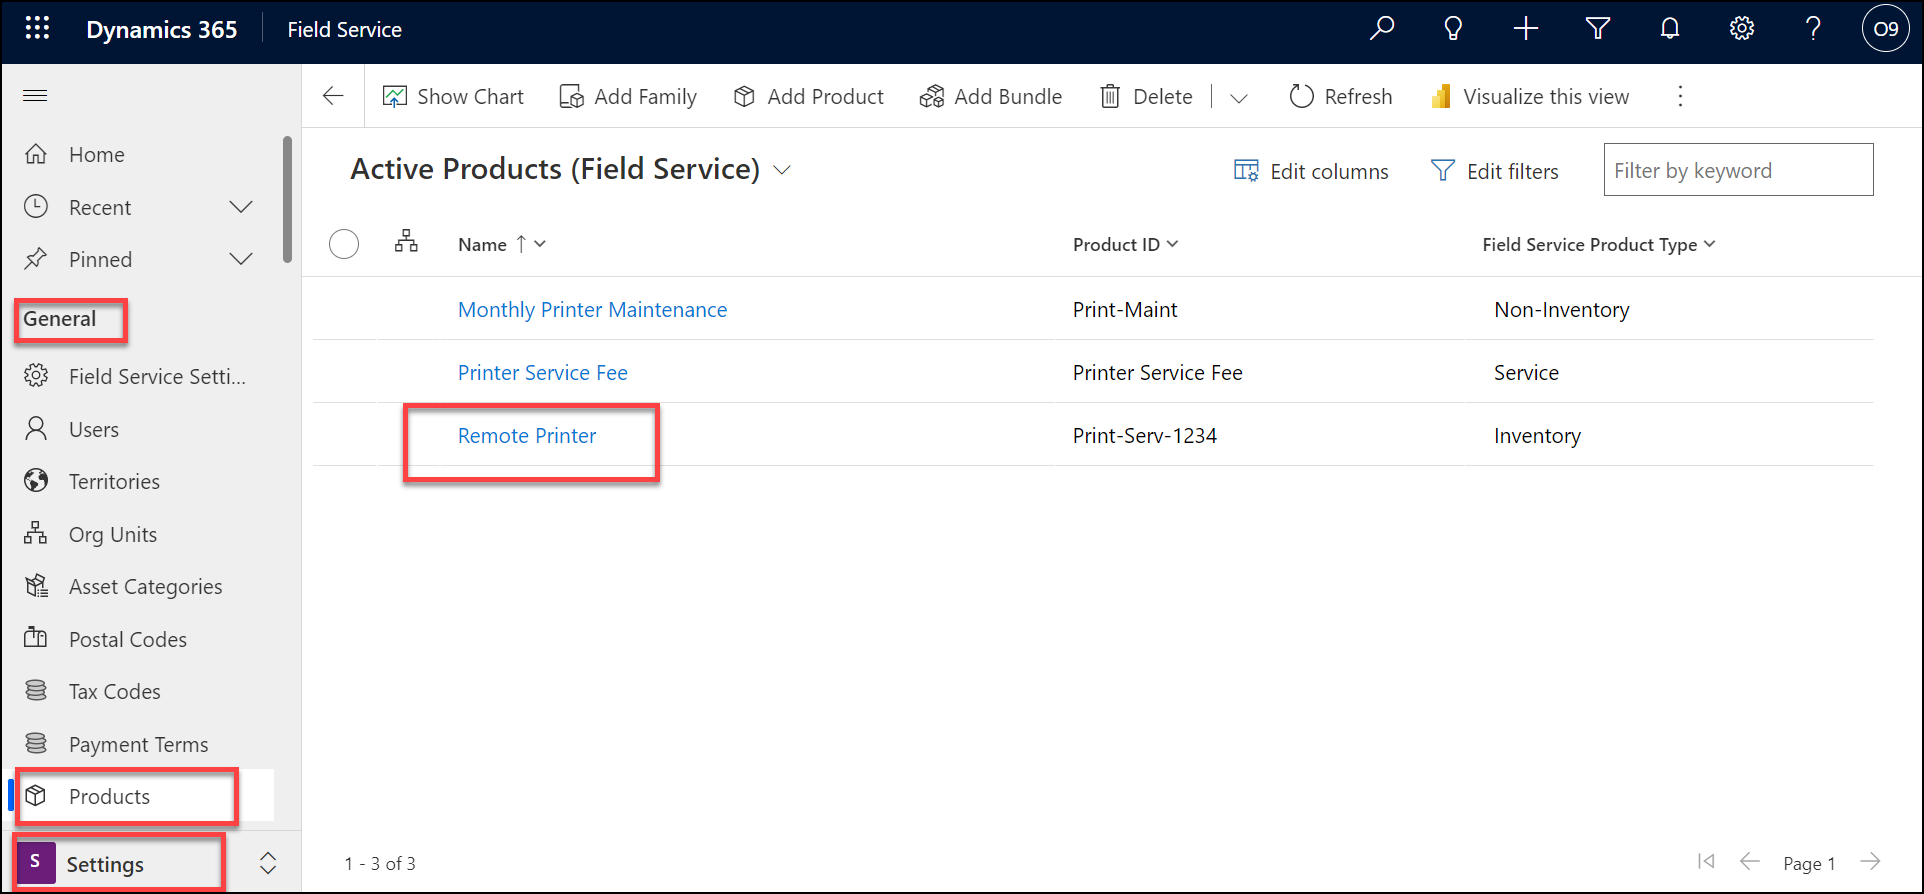 Dynamics 365 Field Service O9
Show Chart Add Family Add Product Add Bundle Delete Refresh Visualize this view
Home
Recent
Pinned
General
Field Service Setti...
Users
Territories
Org Units
Asset Categories
Postal Codes
Tax Codes
Payment Terms
Products
S Settings
Active Products (Field Service) Edit columns Edit filters Filter by keyword
Name Product ID Field Service Product Type
Monthly Printer Maintenance Print-Maint Non-Inventory
Printer Service Fee Printer Service Fee Service
Remote Printer Print-Serv-1234 Inventory
1 - 3 of 3 Page 1